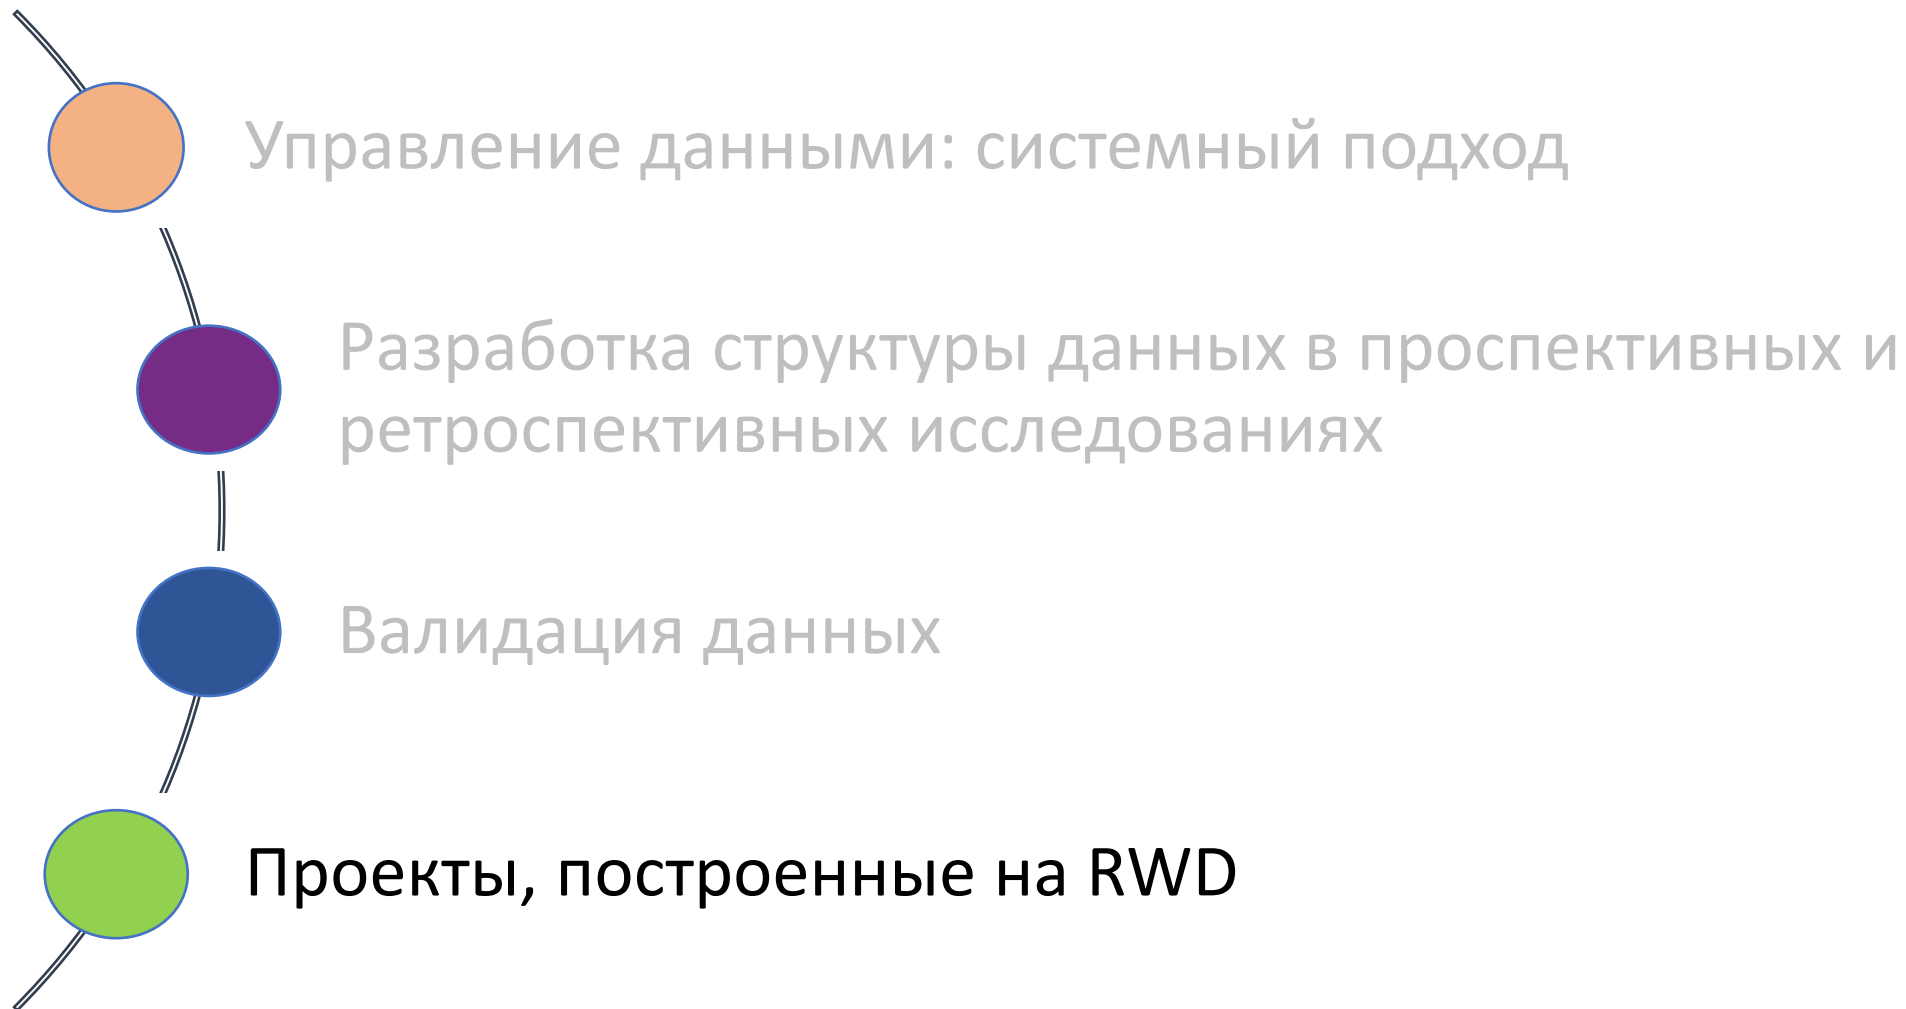 Управление данными: системный подход
Разработка структуры данных в проспективных и
ретроспективных исследованиях
Валидация данных
Проекты, построенные на RWD